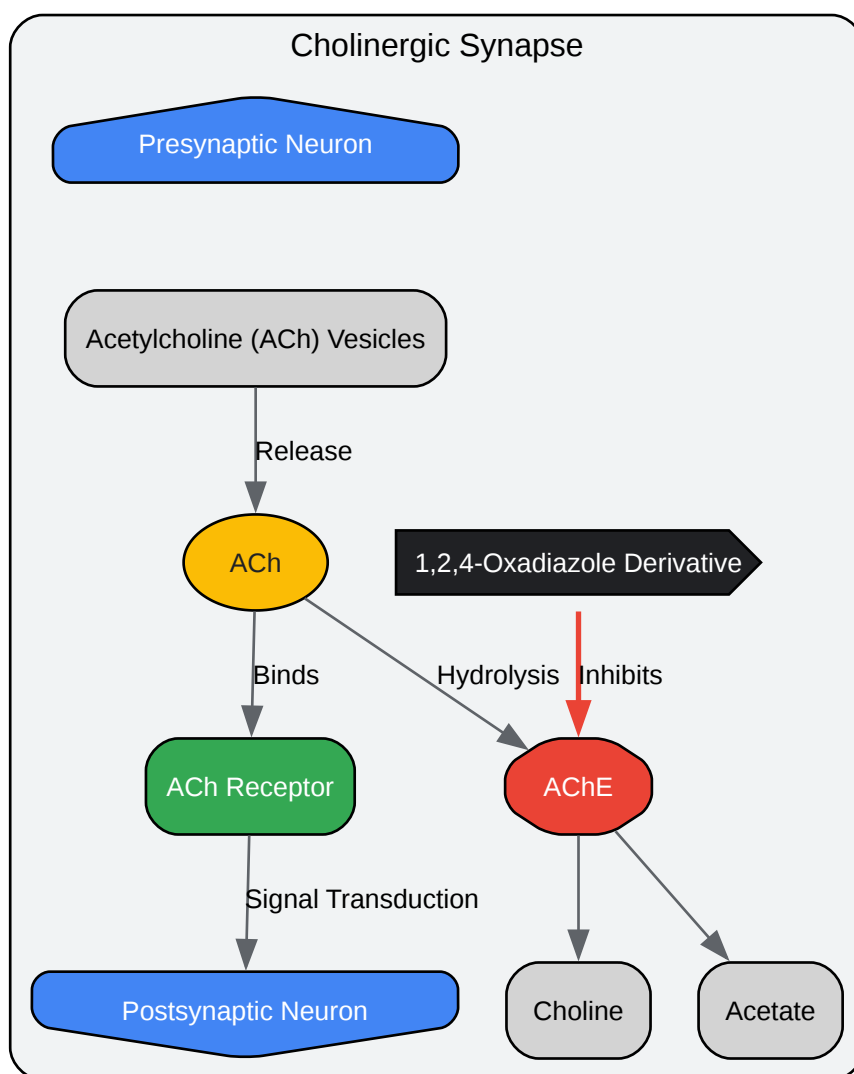 Cholinergic Synapse
Presynaptic Neuron
Acetylcholine (ACh) Vesicles
Release
ACh
1,2,4-Oxadiazole Derivative
Binds
Hydrolysis
Inhibits
ACh Receptor
AChE
Signal Transduction
Postsynaptic Neuron
Choline
Acetate